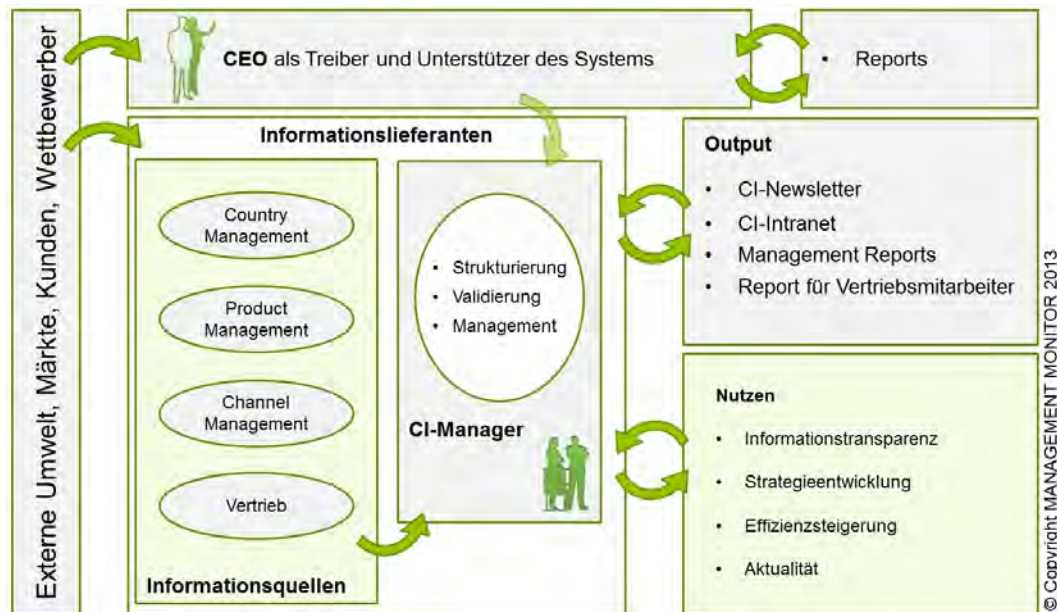 Externe Umwelt, Märkte, Kunden, Wettbewerber
CEO als Treiber und Unterstützer des Systems
• Reports
Informationslieferanten
Country
Management
Product
Management
Channel
Management
Vertrieb
Informationsquellen
• Strukturierung
• Validierung
• Management
CI-Manager
Output
• CI-Newsletter
• CI-Intranet
• Management Reports
• Report für Vertriebsmitarbeiter
Nutzen
• Informationstransparenz
• Strategieentwicklung
• Effizienzsteigerung
• Aktualität
© Copyright MANAGEMENT MONITOR 2013